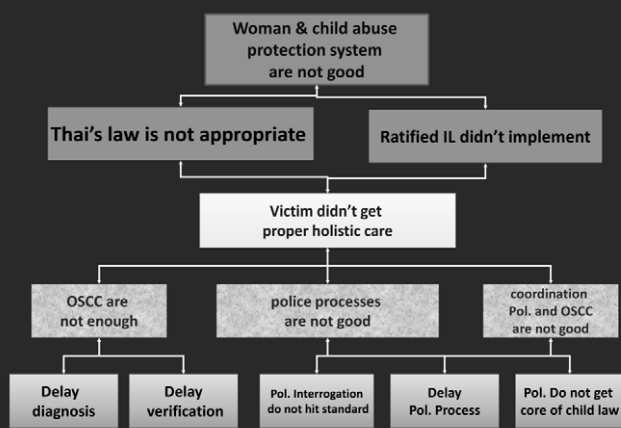 Woman & child abuse
protection system
are not good
Thai's law is not appropriate
Ratified IL didn't implement
Victim didn't get
proper holistic care
OSCC are
not enough
police processes
are not good
coordination
Pol. and OSCC
are not good
Delay
diagnosis
Delay
verification
Pol. Interrogation
do not hit standard
Delay
Pol. Process
Pol. Do not get
core of child law